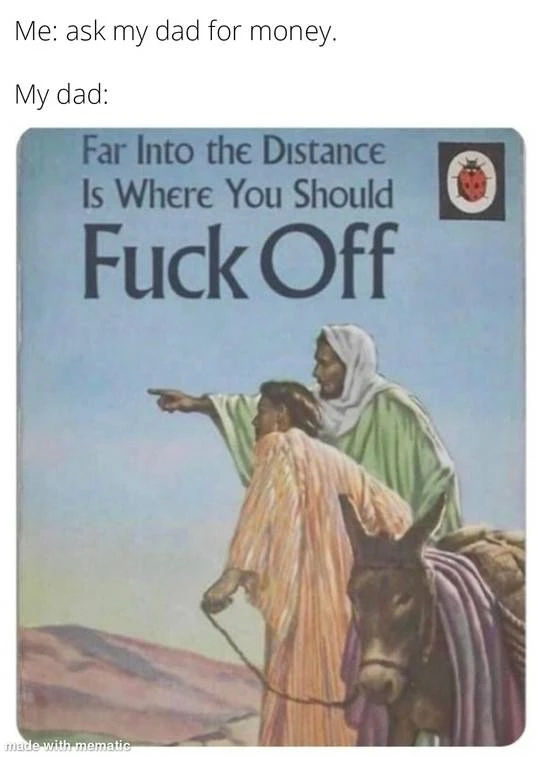 Me: ask my dad for money.
My dad:
Far Into the Distance
Is Where You Should
Fuck Off
made with mematic